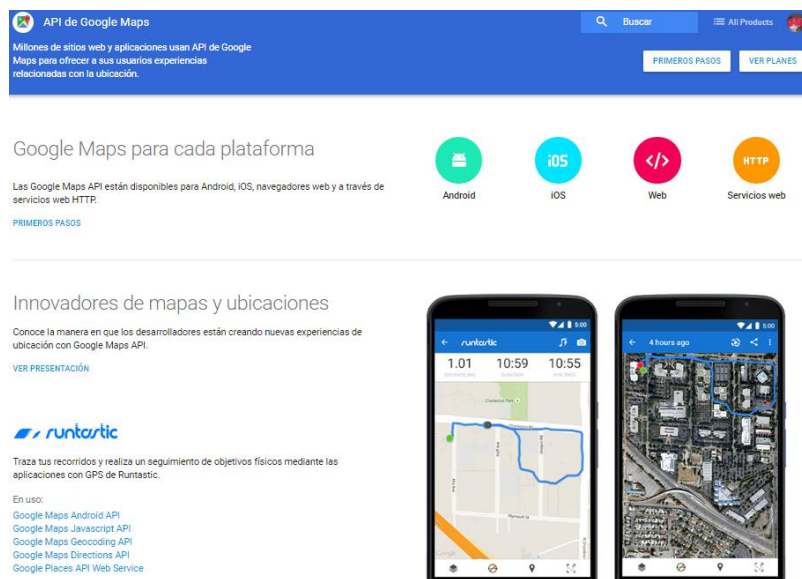 API de Google Maps
Buscar
All Products
Millones de sitios web y aplicaciones usan API de Google
Maps para ofrecer a sus usuarios experiencias
relacionadas con la ubicación.
PRIMEROS PASOS
VER PLANES
Google Maps para cada plataforma
Las Google Maps API están disponibles para Android, iOS, navegadores web y a través de
servicios web HTTP.
PRIMEROS PASOS
iOS
</>
HTTP
Android
iOS
Web
Servicios web
Innovadores de mapas y ubicaciones
Conoce la manera en que los desarrolladores están creando nuevas experiencias de
ubicación con Google Maps API.
VER PRESENTACIÓN
runtastic
Traza tus recorridos y realiza un seguimiento de objetivos físicos mediante las
aplicaciones con GPS de Runtastic.
En uso:
Google Maps Android API
Google Maps Javascript API
Google Maps Geocoding API
Google Maps Directions API
Google Places API Web Service
5:00
runtastic
1.01
10:59
10:55
Charleston Rd
Plymouth St
Google
5:00
4 hours ago